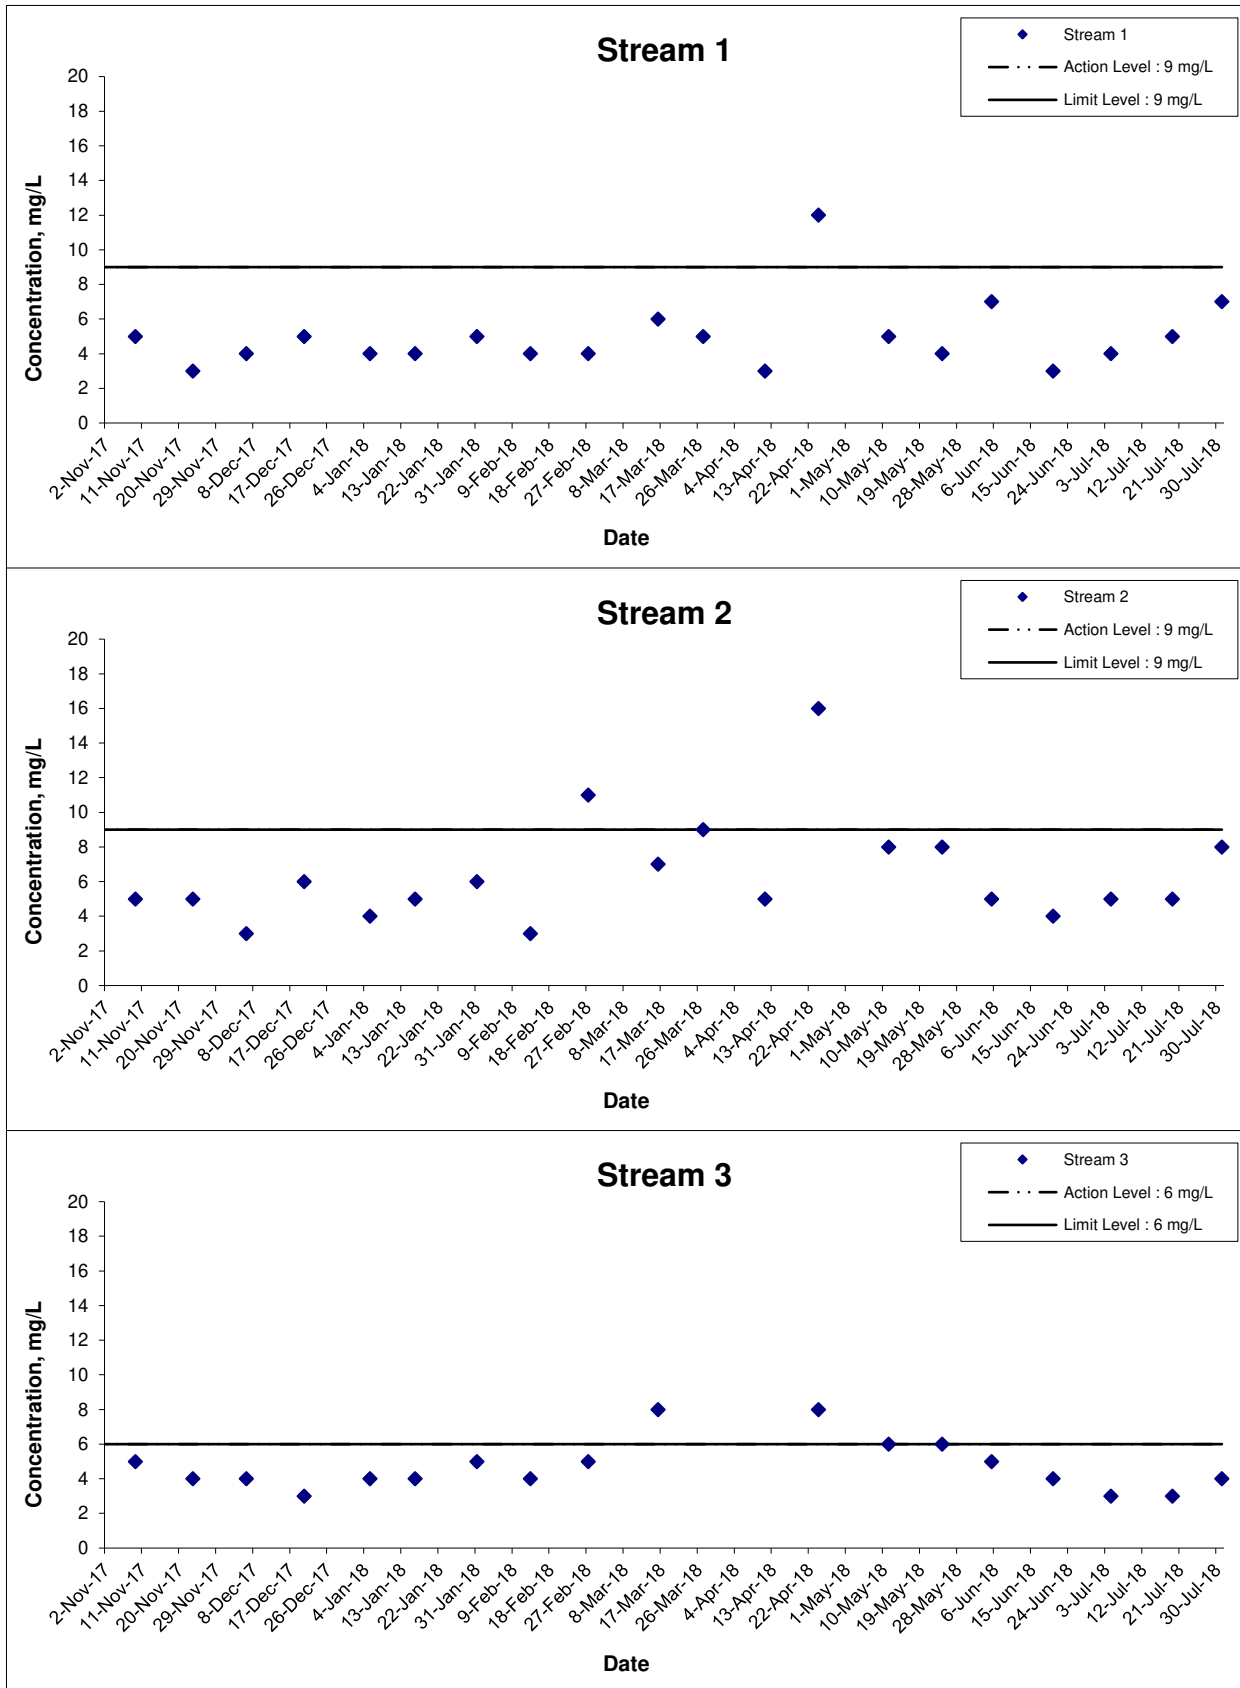 Stream 1
Stream 1
Action Level : 9 mg/L
Limit Level : 9 mg/L
Concentration, mg/L
20
18
16
14
12
10
8
6
4
2
0
2-Nov-17
11-Nov-17
20-Nov-17
29-Nov-17
8-Dec-17
17-Dec-17
26-Dec-17
4-Jan-18
13-Jan-18
22-Jan-18
31-Jan-18
9-Feb-18
18-Feb-18
27-Feb-18
8-Mar-18
17-Mar-18
26-Mar-18
4-Apr-18
13-Apr-18
22-Apr-18
1-May-18
10-May-18
19-May-18
28-May-18
6-Jun-18
15-Jun-18
24-Jun-18
3-Jul-18
12-Jul-18
21-Jul-18
30-Jul-18
Date
Stream 2
Stream 2
Action Level : 9 mg/L
Limit Level : 9 mg/L
Concentration, mg/L
20
18
16
14
12
10
8
6
4
2
0
2-Nov-17
11-Nov-17
20-Nov-17
29-Nov-17
8-Dec-17
17-Dec-17
26-Dec-17
4-Jan-18
13-Jan-18
22-Jan-18
31-Jan-18
9-Feb-18
18-Feb-18
27-Feb-18
8-Mar-18
17-Mar-18
26-Mar-18
4-Apr-18
13-Apr-18
22-Apr-18
1-May-18
10-May-18
19-May-18
28-May-18
6-Jun-18
15-Jun-18
24-Jun-18
3-Jul-18
12-Jul-18
21-Jul-18
30-Jul-18
Date
Stream 3
Stream 3
Action Level : 6 mg/L
Limit Level : 6 mg/L
Concentration, mg/L
20
18
16
14
12
10
8
6
4
2
0
2-Nov-17
11-Nov-17
20-Nov-17
29-Nov-17
8-Dec-17
17-Dec-17
26-Dec-17
4-Jan-18
13-Jan-18
22-Jan-18
31-Jan-18
9-Feb-18
18-Feb-18
27-Feb-18
8-Mar-18
17-Mar-18
26-Mar-18
4-Apr-18
13-Apr-18
22-Apr-18
1-May-18
10-May-18
19-May-18
28-May-18
6-Jun-18
15-Jun-18
24-Jun-18
3-Jul-18
12-Jul-18
21-Jul-18
30-Jul-18
Date